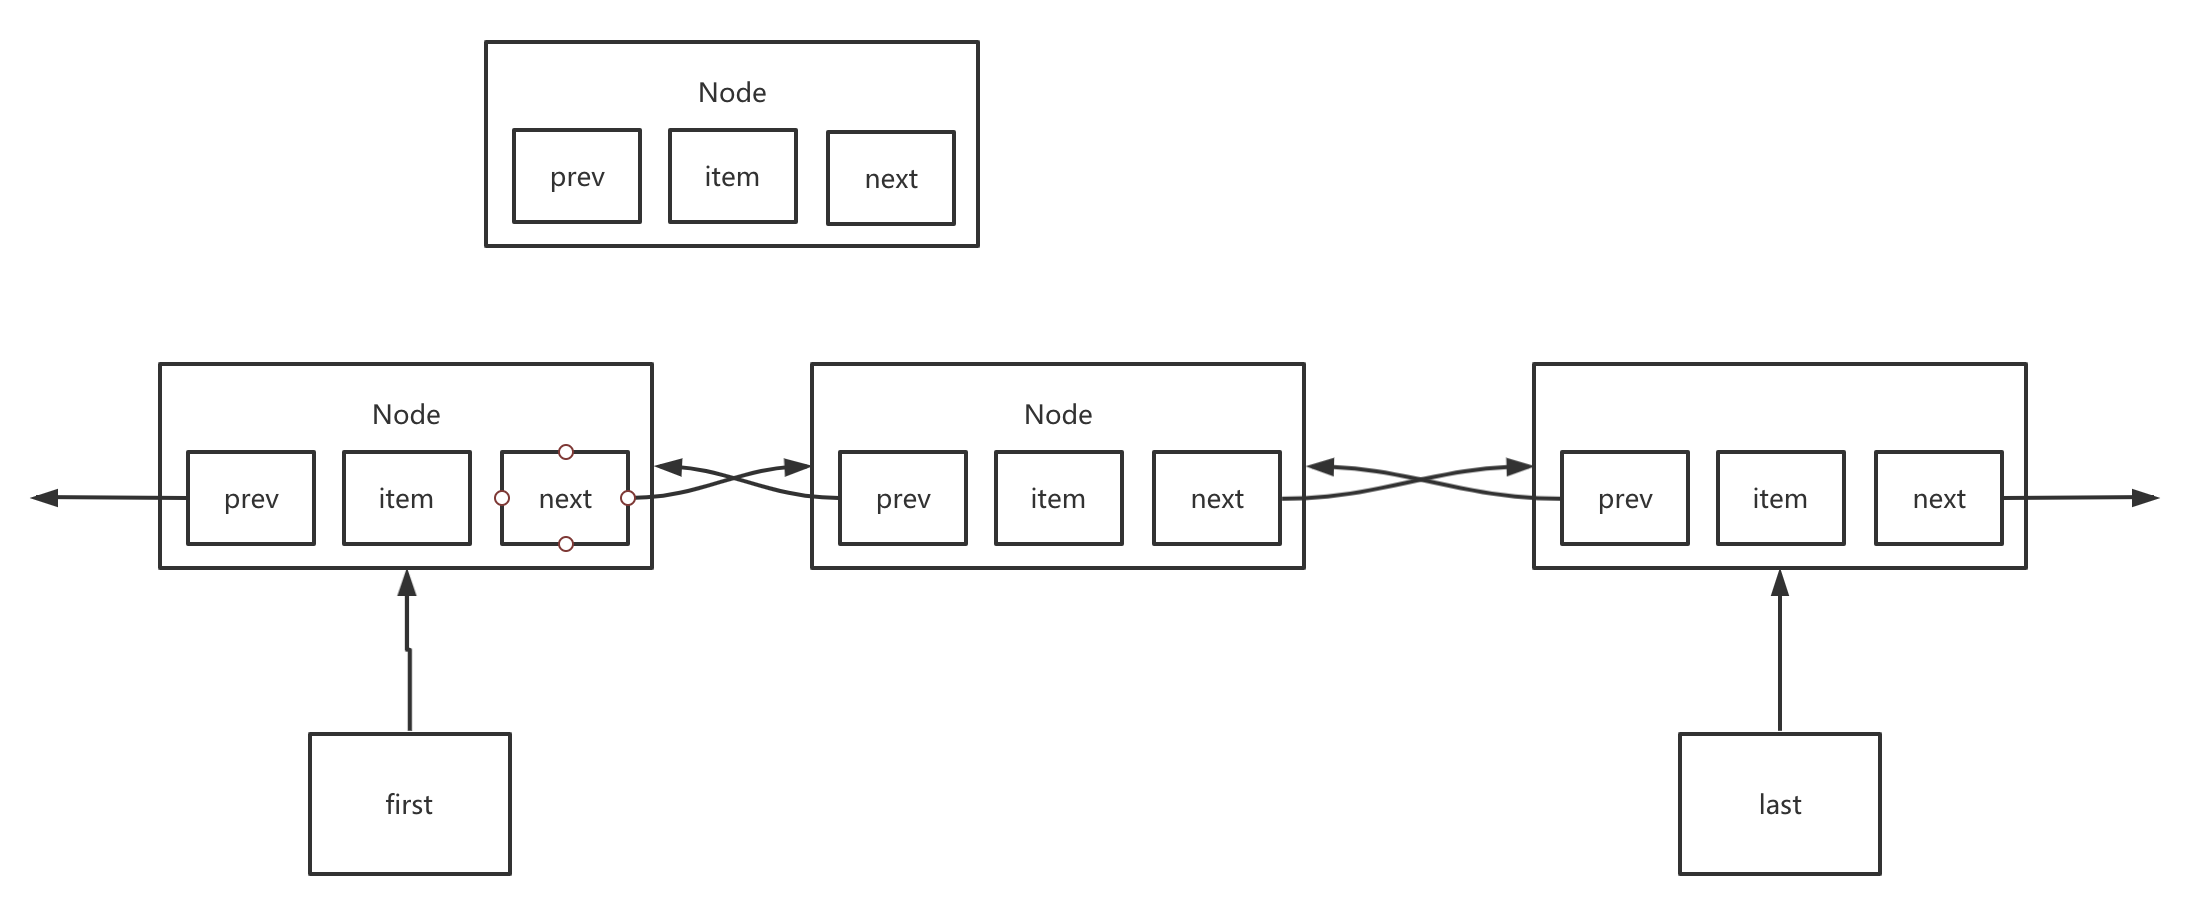 Node
prev item next
Node Node
prev item next prev item next prev item next
first last